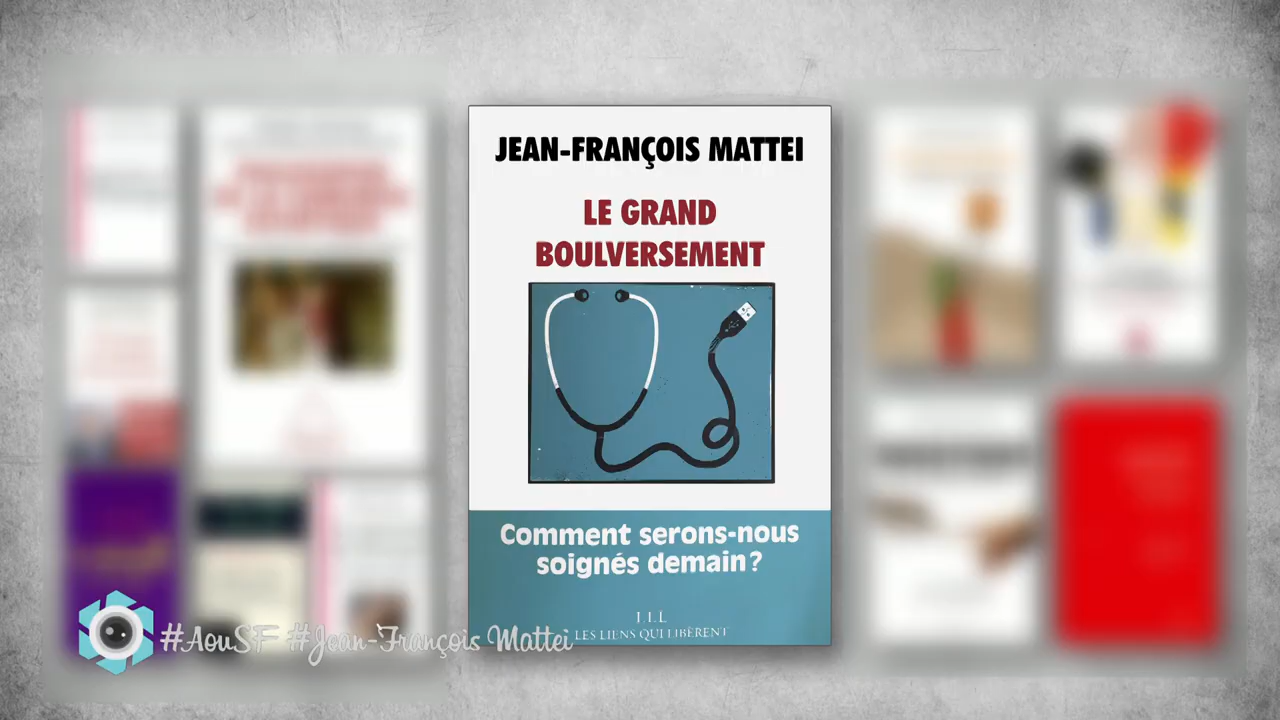 JEAN-FRANÇOIS MATTEI
LE GRAND
BOULVERSEMENT
Comment serons-nous
soignés demain ?
LLL
LES LIENS QUI LIBÈRENT
#AouSF #Jean-François Mattei